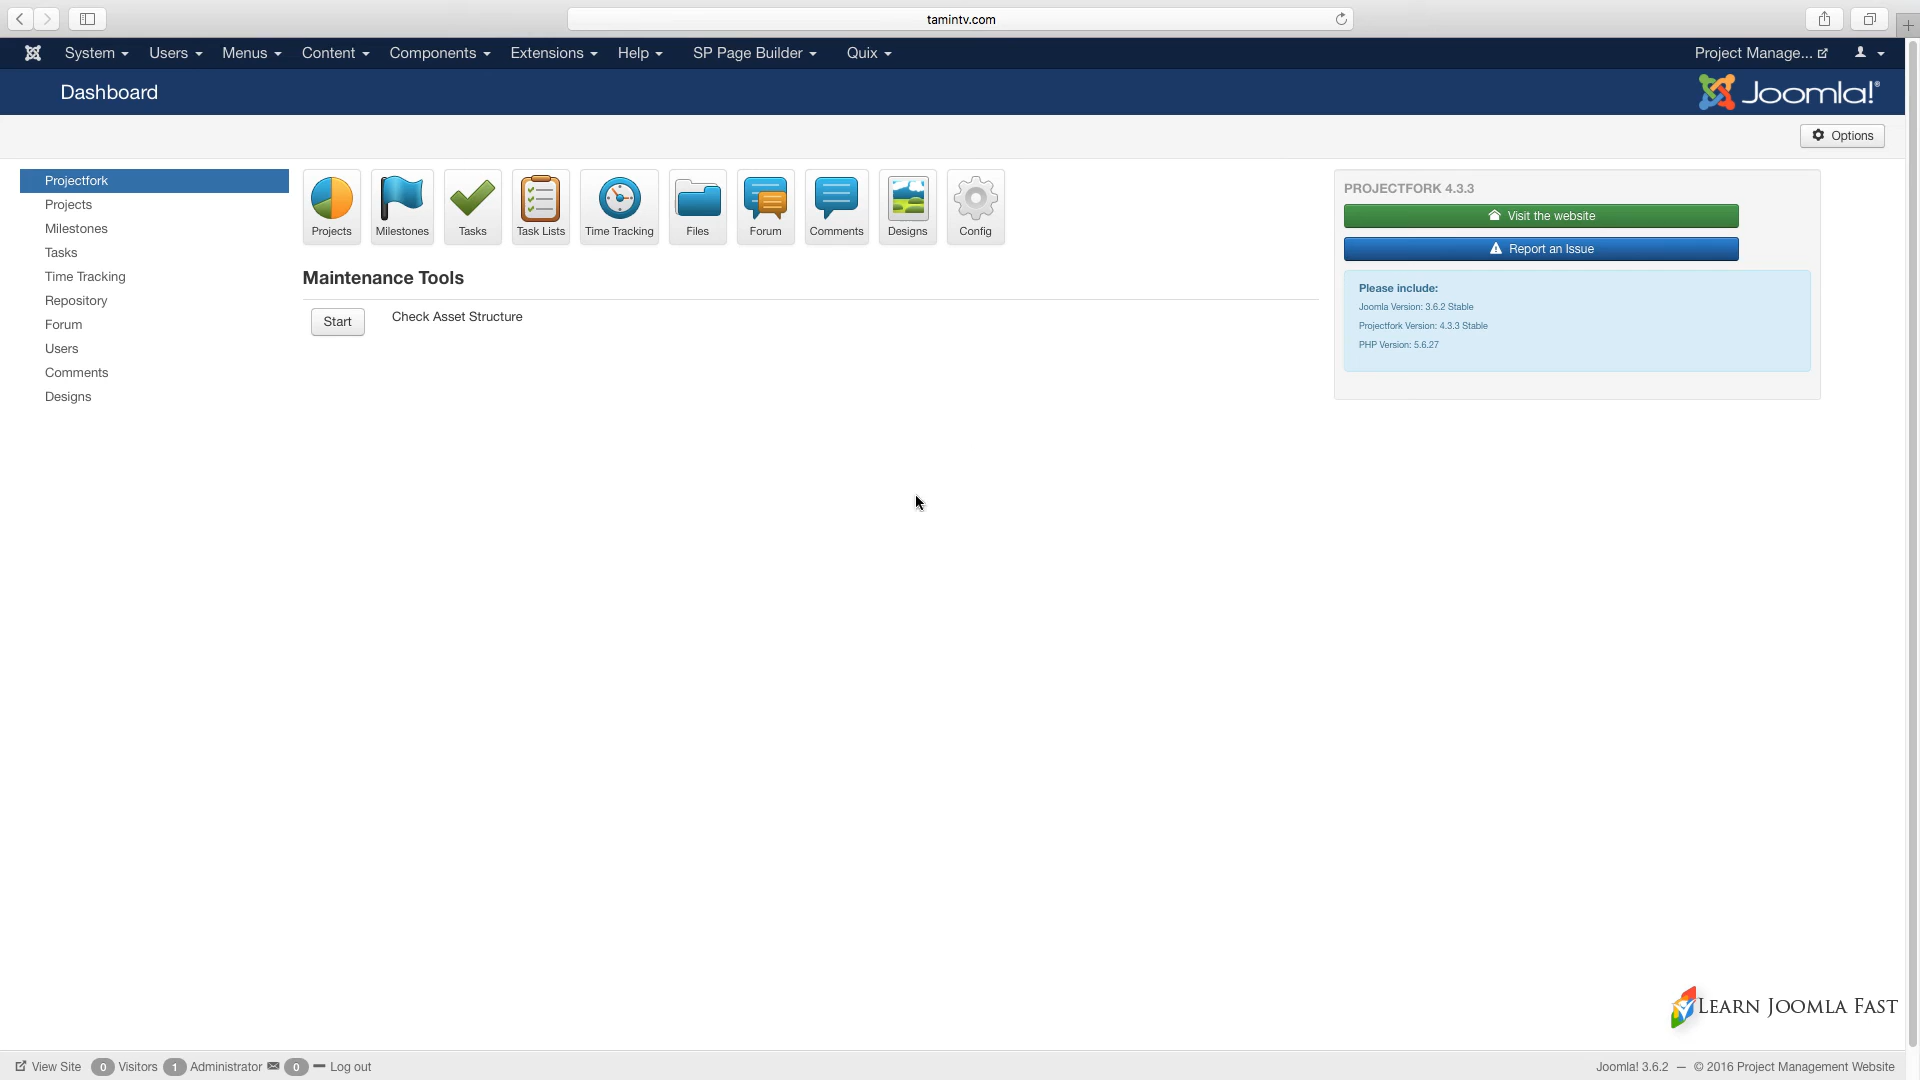 tamintv.com
System Users Menus Content Components Extensions Help SP Page Builder Quix Project Manage...
Dashboard
Joomla!®
Options
Projectfork
Projects
Milestones
Tasks
Time Tracking
Repository
Forum
Users
Comments
Designs
Projects Milestones Tasks Task Lists Time Tracking Files Forum Comments Designs Config
Maintenance Tools
Start Check Asset Structure
PROJECTFORK 4.3.3
Visit the website
Report an Issue
Please include:
Joomla Version: 3.6.2 Stable
Projectfork Version: 4.3.3 Stable
PHP Version: 5.6.27
LEARN JOOMLA FAST
View Site 0 Visitors 1 Administrator 0 Log out Joomla! 3.6.2 — © 2016 Project Management Website